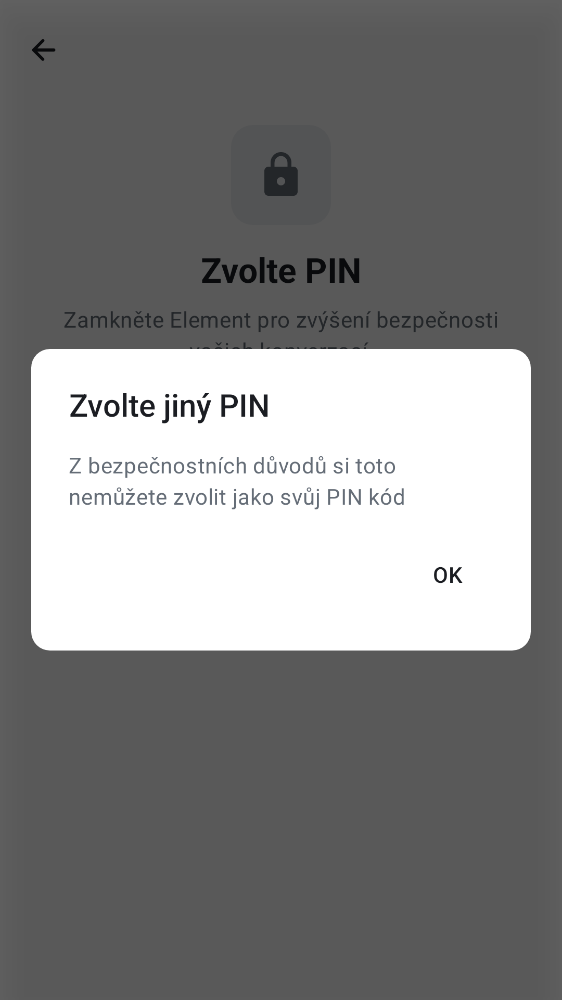 Zvolte PIN
Zamkněte Element pro zvýšení bezpečnosti
Zvolte jiný PIN
Z bezpečnostních důvodů si toto
nemůžete zvolit jako svůj PIN kód
OK